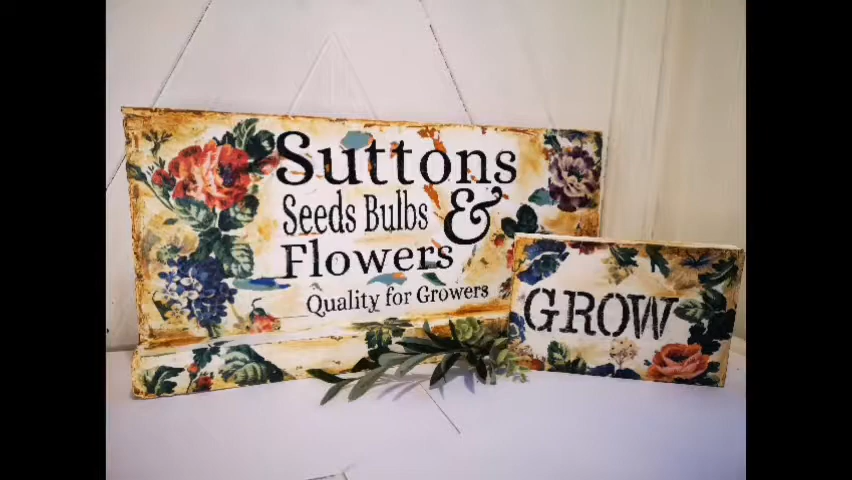 Suttons
Seeds Bulbs &
Flowers
Quality for Growers
GROW